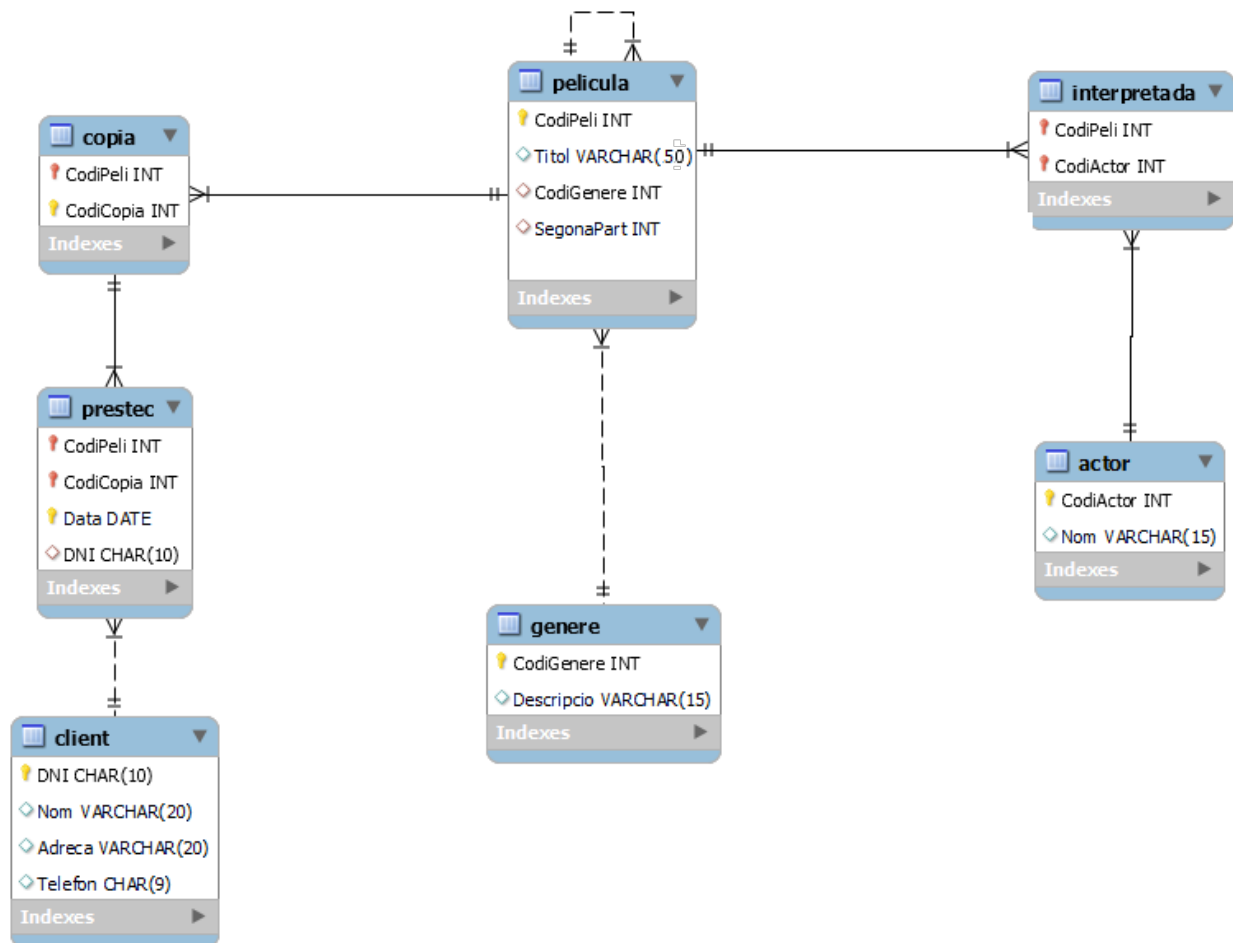 pelicula
CodiPeli INT
Titol VARCHAR(50)
CodiGenere INT
SegonaPart INT
Indexes
interpretada
CodiPeli INT
CodiActor INT
Indexes
copia
CodiPeli INT
CodiCopia INT
Indexes
prestec
CodiPeli INT
CodiCopia INT
Data DATE
DNI CHAR(10)
Indexes
actor
CodiActor INT
Nom VARCHAR(15)
Indexes
genere
CodiGenere INT
Descripcio VARCHAR(15)
Indexes
client
DNI CHAR(10)
Nom VARCHAR(20)
Adreca VARCHAR(20)
Telefon CHAR(9)
Indexes